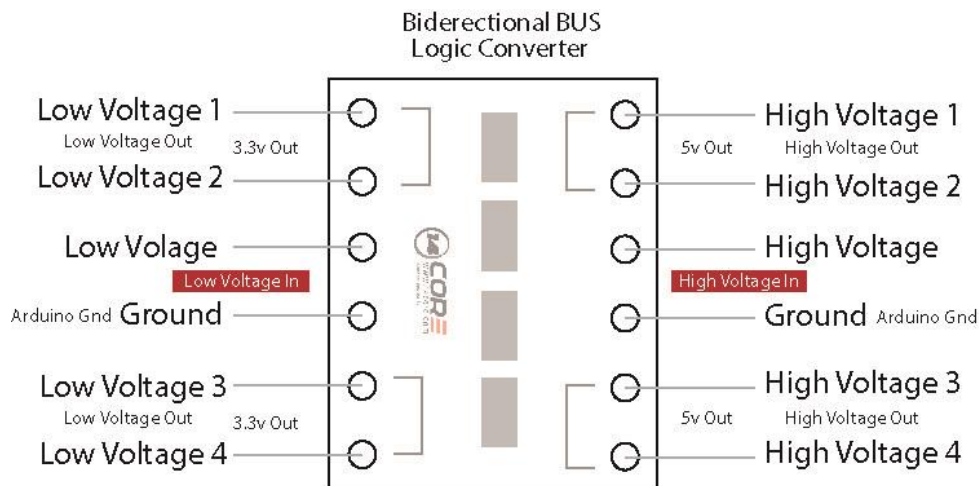 Biderectional BUS
Logic Converter
Low Voltage 1
Low Voltage Out
3.3v Out
Low Voltage 2
Low Volage
Low Voltage In
Arduino Gnd Ground
Low Voltage 3
Low Voltage Out
3.3v Out
Low Voltage 4
14 CORE
High Voltage 1
5v Out
High Voltage Out
High Voltage 2
High Voltage
High Voltage In
Ground Arduino Gnd
High Voltage 3
5v Out
High Voltage Out
High Voltage 4